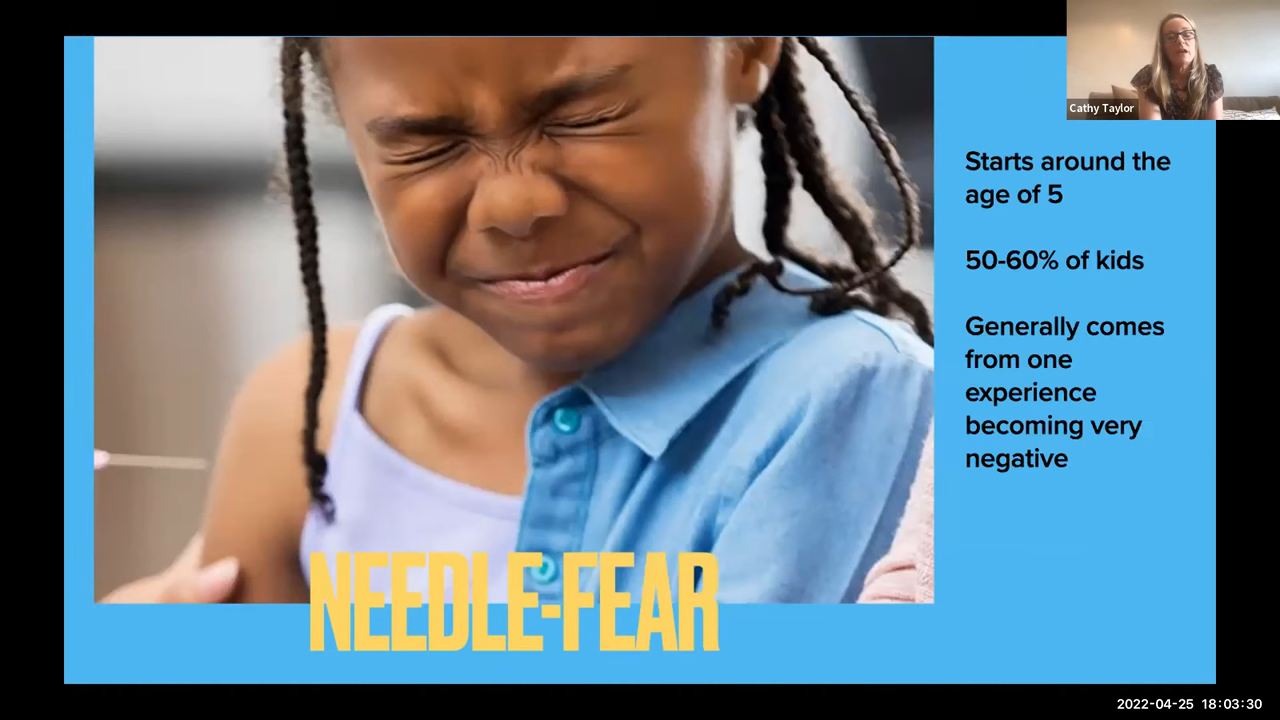 Cathy Taylor
Starts around the
age of 5
50-60% of kids
Generally comes
from one
experience
becoming very
negative
NEEDLE-FEAR
2022-04-25 18:03:30